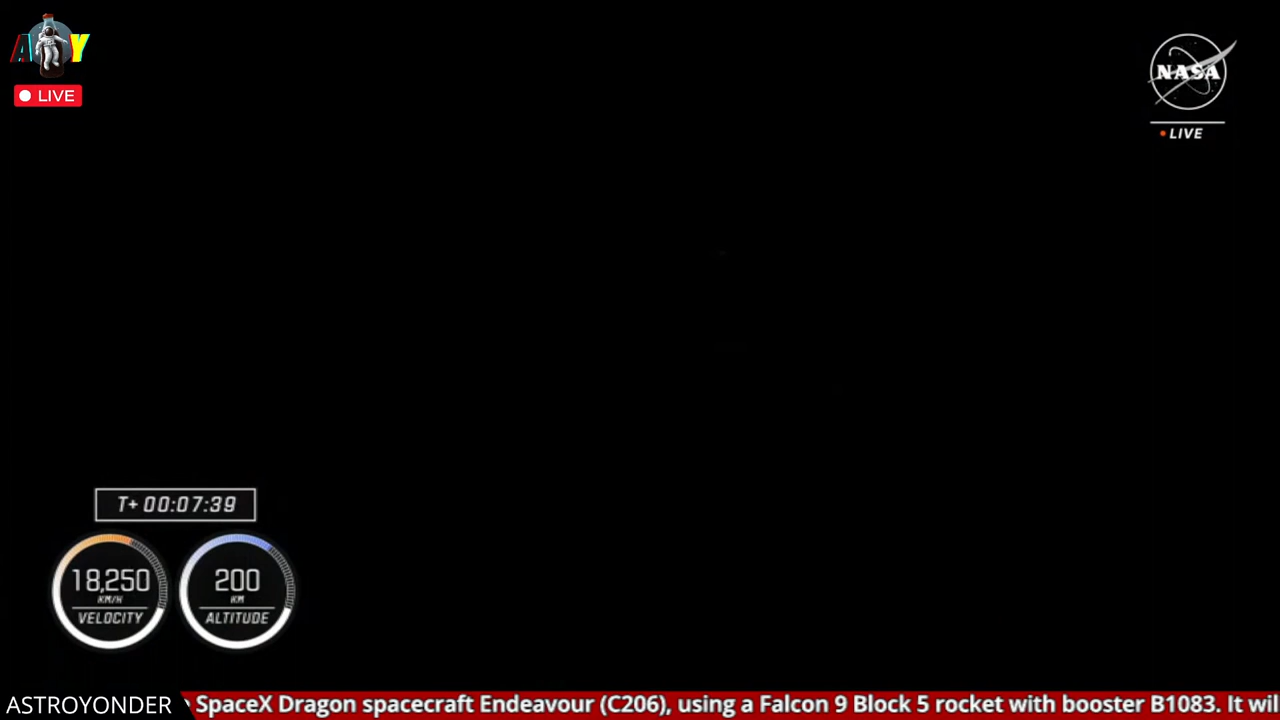 A Y
LIVE
NASA
LIVE
T+ 00:07:39
18,250
KM/H
VELOCITY
200
KM
ALTITUDE
ASTROYONDER
SpaceX Dragon spacecraft Endeavour (C206), using a Falcon 9 Block 5 rocket with booster B1083. It wil